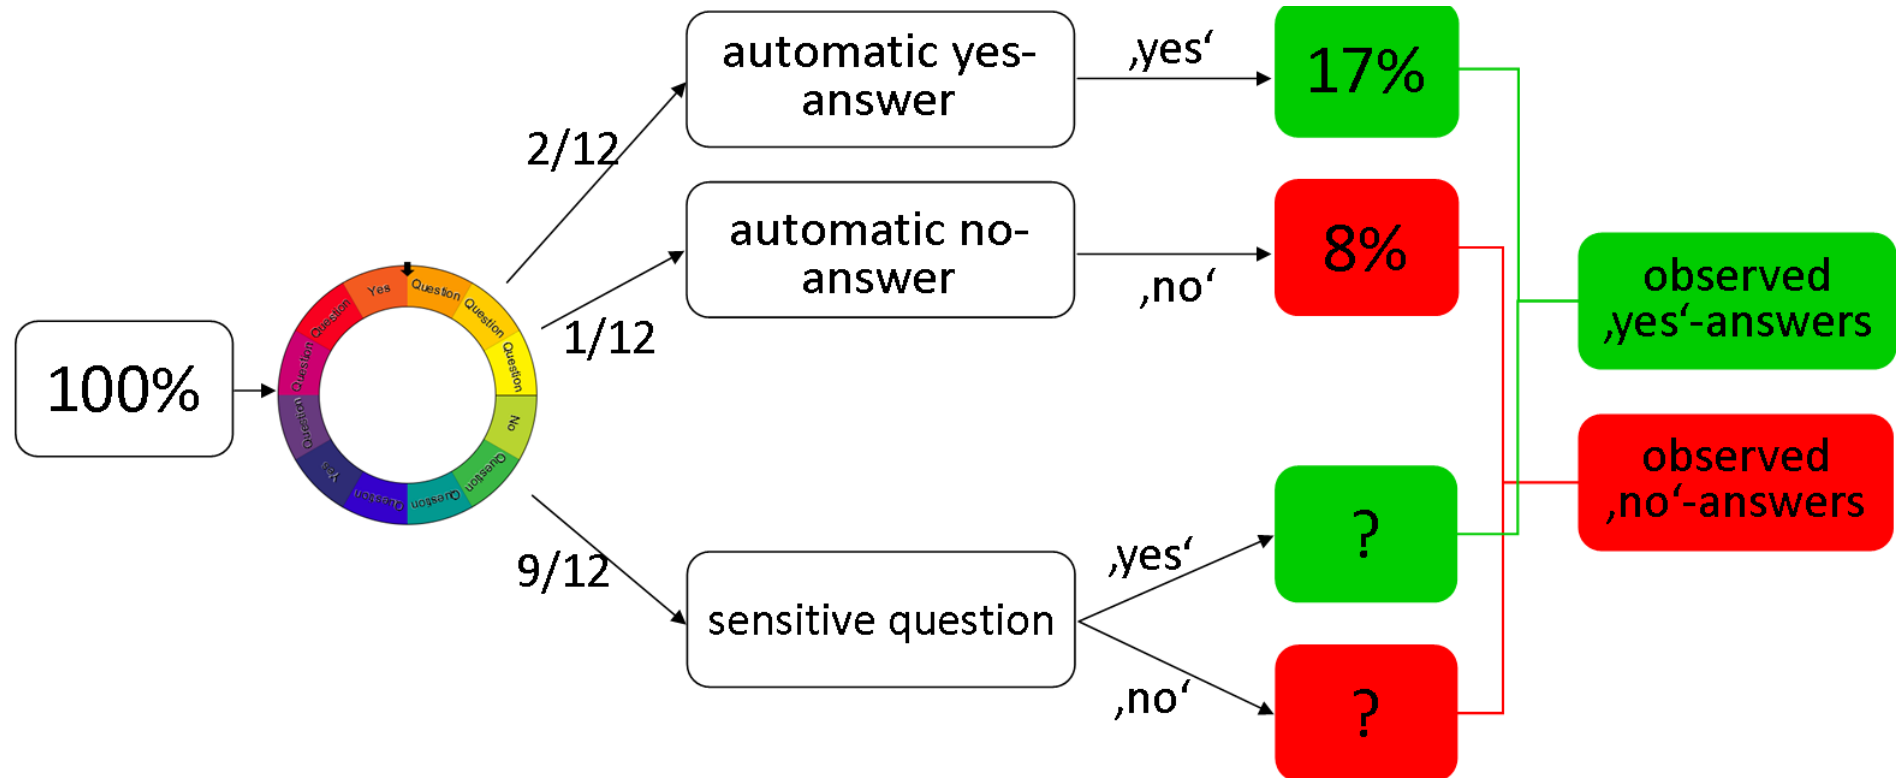 automatic yes-
answer
‚yes‘
17%
2/12
automatic no-
answer
‚no‘
8%
1/12
100%
Yes
Question
Question
Question
No
Question
Question
Question
Yes
Question
Question
Question
9/12
sensitive question
‚yes‘
?
‚no‘
?
observed
‚yes‘-answers
observed
‚no‘-answers